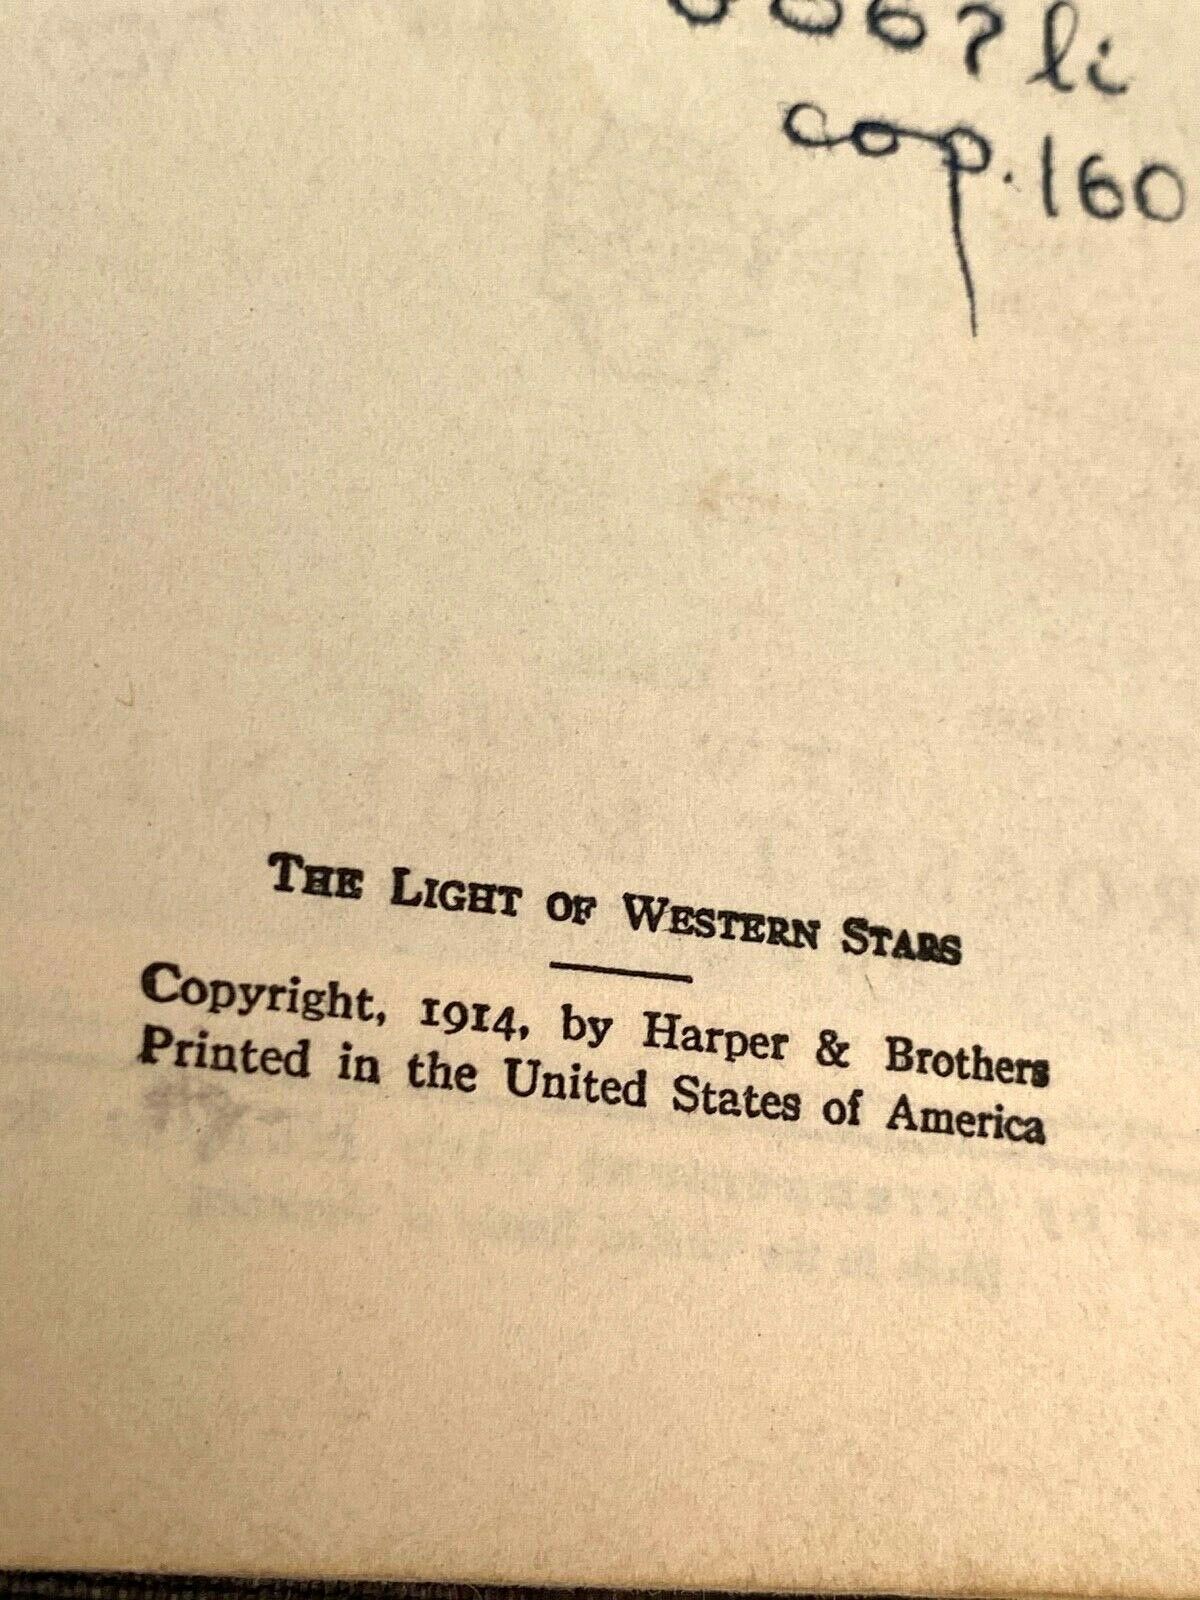 li
cop. 160
THE LIGHT OF WESTERN STARS
Copyright, 1914, by Harper & Brothers
Printed in the United States of America